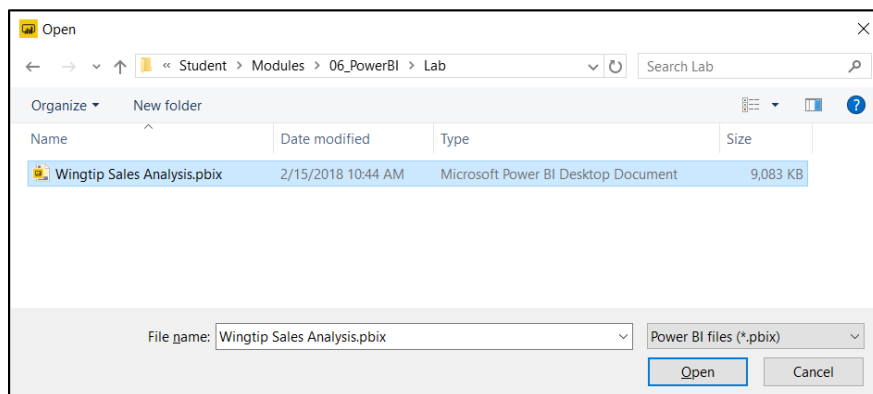 Open
« Student > Modules > 06_PowerBI > Lab
Search Lab
Organize New folder
Name Date modified Type Size
Wingtip Sales Analysis.pbix 2/15/2018 10:44 AM Microsoft Power BI Desktop Document 9,083 KB
File name: Wingtip Sales Analysis.pbix Power BI files (*.pbix)
Open Cancel